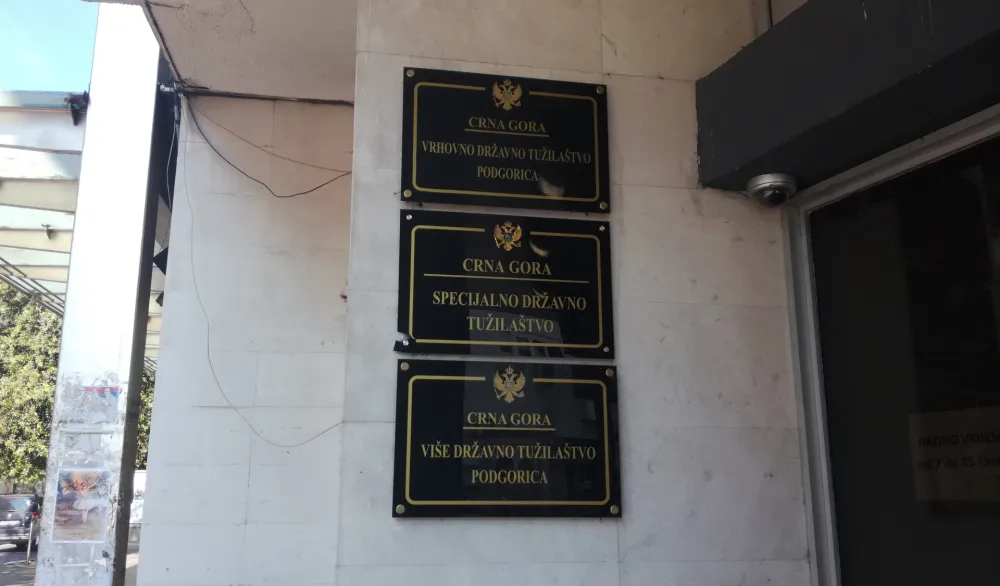 CRNA GORA
VRHOVNO DRŽAVNO TUŽILAŠTVO
PODGORICA
CRNA GORA
SPECIJALNO DRŽAVNO
TUŽILAŠTVO
CRNA GORA
VIŠE DRŽAVNO TUŽILAŠTVO
PODGORICA